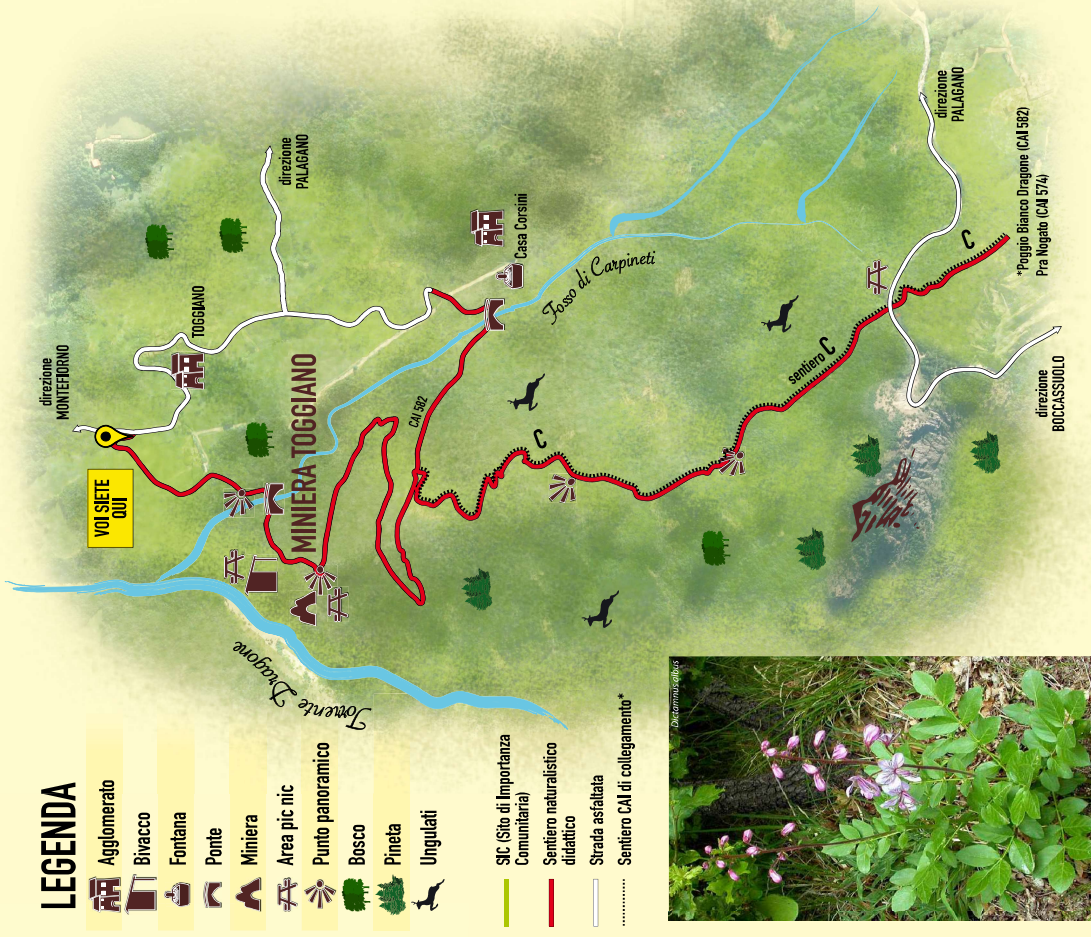 LEGENDA
Agglomerato
Bivacco
Fontana
Ponte
Miniera
Area pic nic
Punto panoramico
Bosco
Pineta
Ungulati
SIC (Sito di Importanza
Comunitaria)
Sentiero naturalistico
didattico
Strada asfaltata
Sentiero CAI di collegamento*
VOI SIETE
QUI
direzione
MONTEFIORNO
TOGGIANO
direzione
PALAGANO
MINIERA TOGGIANO
Casa Corsini
Fosso di Carpineti
Torrente Dragone
CAI 582
C
sentiero C
C
direzione
PALAGANO
*Poggio Bianco Dragone (CAI 582)
Pra Nogato (CAI 574)
direzione
BOCCASSUOLO
Dictamnus albus